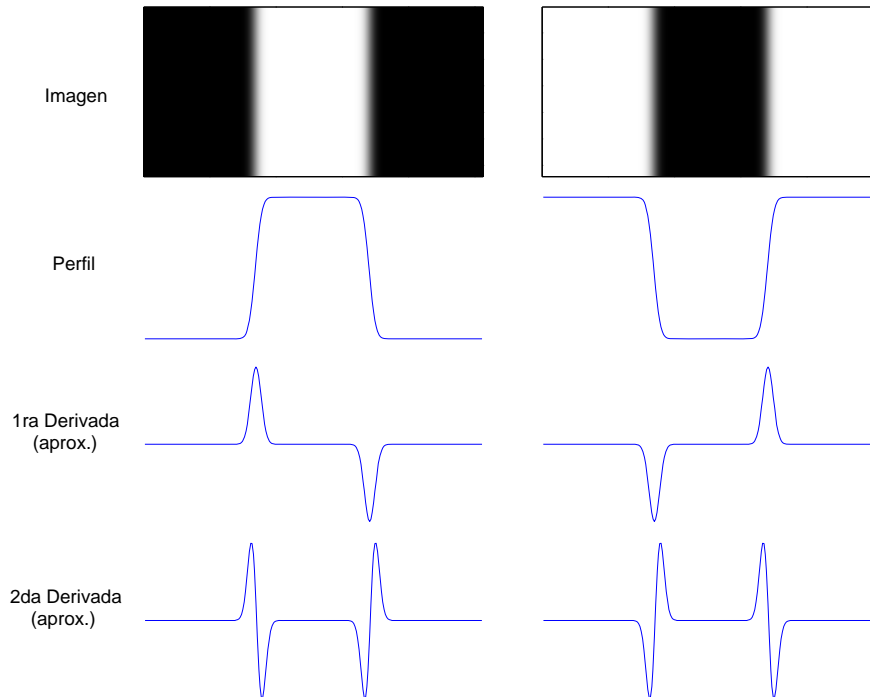 Imagen
Perfil
1ra Derivada
(aprox.)
2da Derivada
(aprox.)